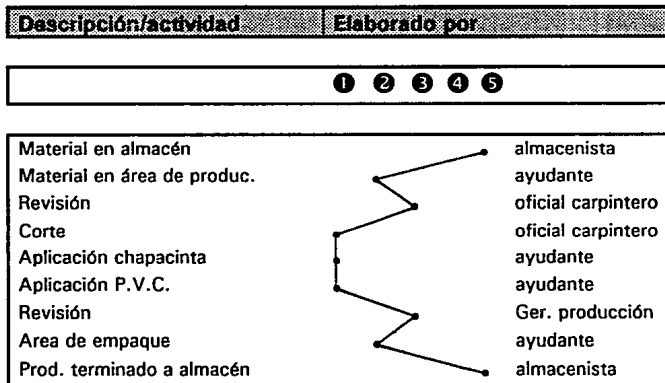 Descripción/actividad Elaborado por
❶ ❷ ❸ ❹ ❺
Material en almacén almacenista
Material en área de produc. ayudante
Revisión oficial carpintero
Corte oficial carpintero
Aplicación chapacinta ayudante
Aplicación P.V.C. ayudante
Revisión Ger. producción
Area de empaque ayudante
Prod. terminado a almacén almacenista